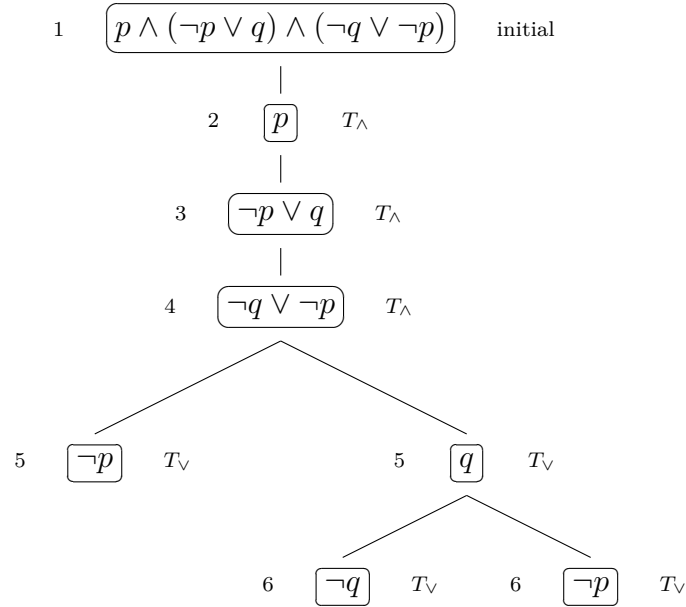 1 p ∧ (¬p ∨ q) ∧ (¬q ∨ ¬p) initial
2 p T∧
3 ¬p ∨ q T∧
4 ¬q ∨ ¬p T∧
5 ¬p T∨ 5 q T∨
6 ¬q T∨ 6 ¬p T∨